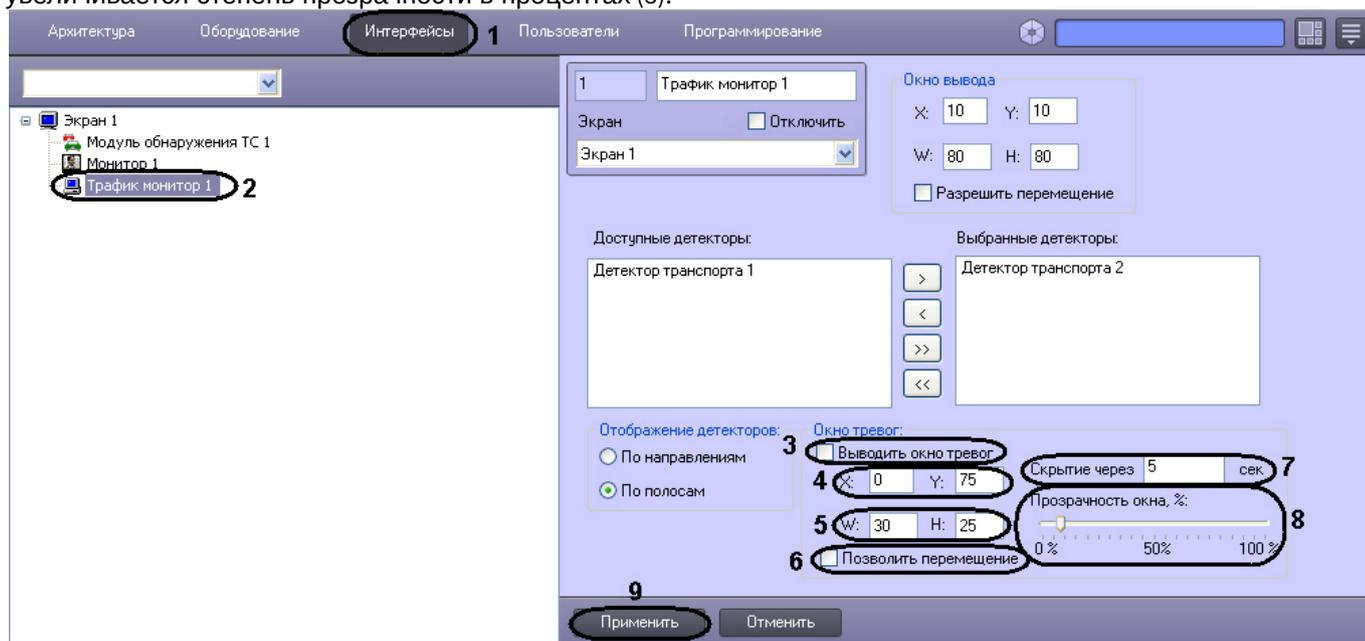 увеличивается степень прозрачности в процентах (8).
Архитектура Оборудование Интерфейсы 1 Пользователи Программирование
Экран 1
Модуль обнаружения ТС 1
Монитор 1
Трафик монитор 1 2
1 Трафик монитор 1
Экран Отключить
Экран 1
Окно вывода
X: 10 Y: 10
W: 80 H: 80
Разрешить перемещение
Доступные детекторы:
Детектор транспорта 1
>
<
>>
<<
Выбранные детекторы:
Детектор транспорта 2
Отображение детекторов:
По направлениям
По полосам
Окно тревог:
3 Выводить окно тревог
4 X: 0 Y: 75
5 W: 30 H: 25
6 Позволить перемещение
Скрытие через 5 сек 7
Прозрачность окна, %:
8
0 % 50% 100 %
9
Применить Отменить